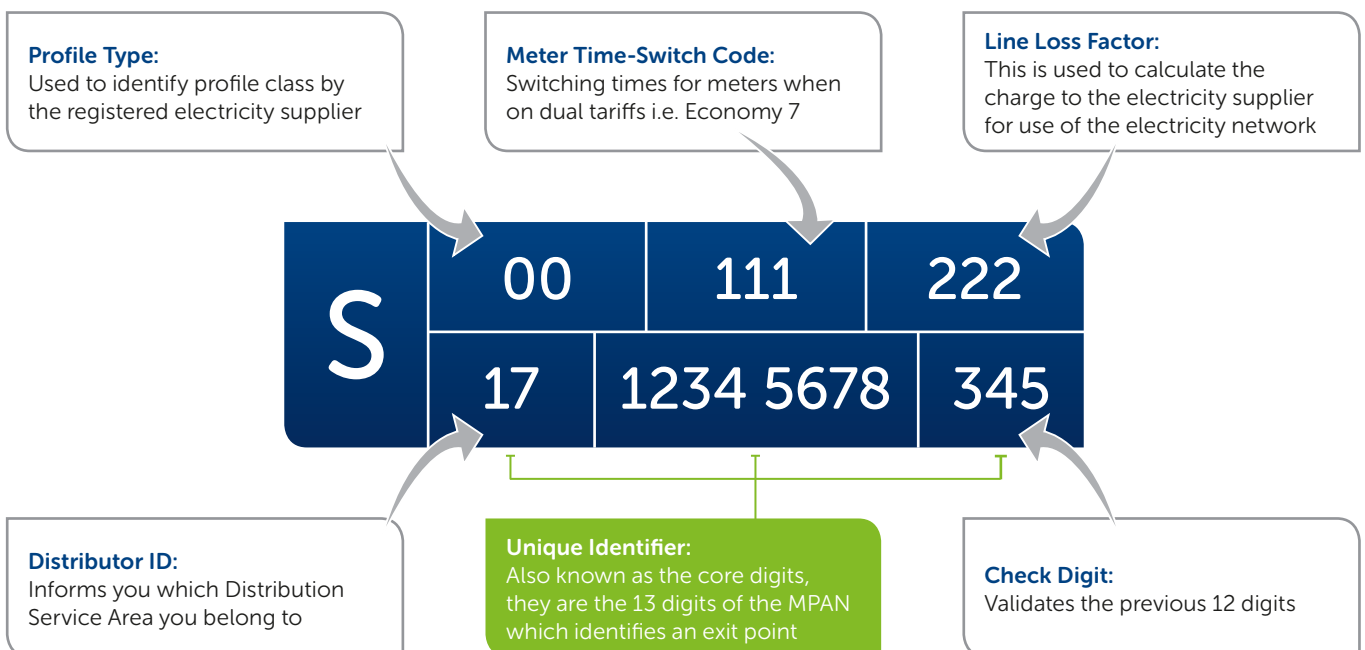 Profile Type:
Used to identify profile class by
the registered electricity supplier
Meter Time-Switch Code:
Switching times for meters when
on dual tariffs i.e. Economy 7
Line Loss Factor:
This is used to calculate the
charge to the electricity supplier
for use of the electricity network
S
00 111 222
17 1234 5678 345
Distributor ID:
Informs you which Distribution
Service Area you belong to
Unique Identifier:
Also known as the core digits,
they are the 13 digits of the MPAN
which identifies an exit point
Check Digit:
Validates the previous 12 digits